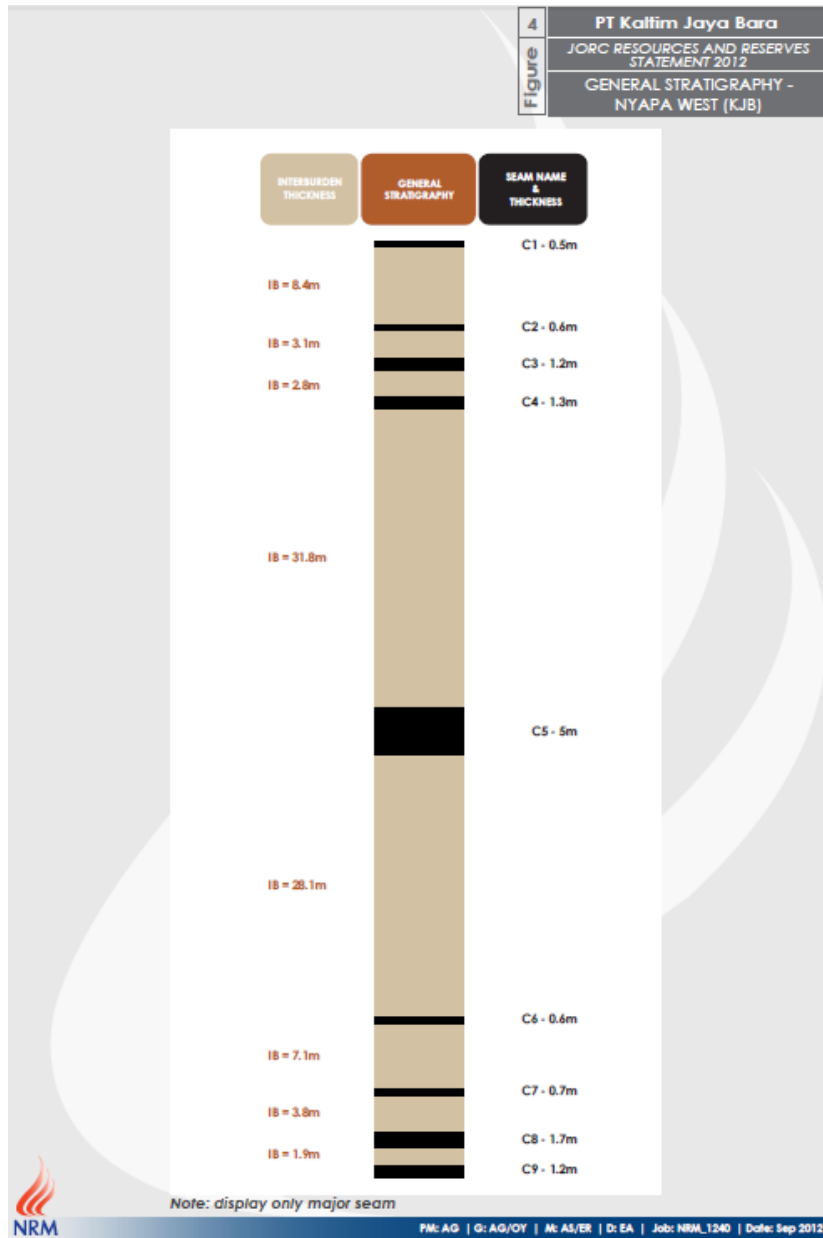 4
Figure
PT Kaltim Jaya Bara
JORC RESOURCES AND RESERVES
STATEMENT 2012
GENERAL STRATIGRAPHY -
NYAPA WEST (KJB)
INTERBURDEN
THICKNESS
GENERAL
STRATIGRAPHY
SEAM NAME
&
THICKNESS
C1 - 0.5m
IB = 8.4m
C2 - 0.6m
IB = 3.1m
C3 - 1.2m
IB = 2.8m
C4 - 1.3m
IB = 31.8m
C5 - 5m
IB = 28.1m
C6 - 0.6m
IB = 7.1m
C7 - 0.7m
IB = 3.8m
C8 - 1.7m
IB = 1.9m
C9 - 1.2m
Note: display only major seam
NRM
PM: AG | G: AG/OY | M: AS/ER | D: EA | Job: NRM_1240 | Date: Sep 2012